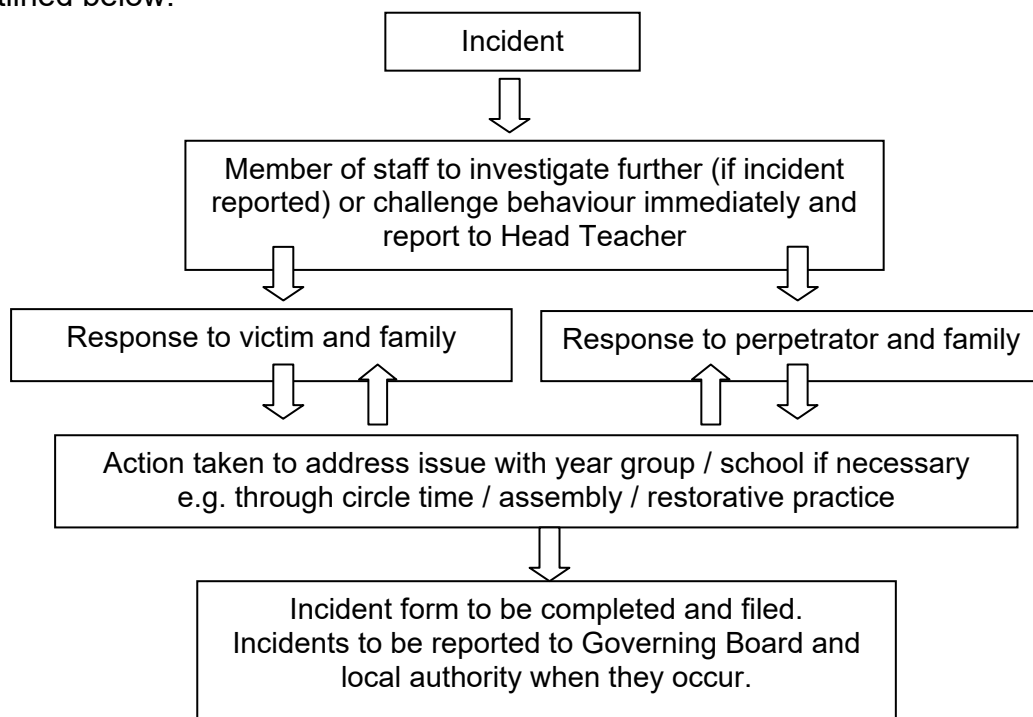 below.
Incident
Member of staff to investigate further (if incident
reported) or challenge behaviour immediately and
report to Head Teacher
Response to victim and family
Response to perpetrator and family
Action taken to address issue with year group / school if necessary
e.g. through circle time / assembly / restorative practice
Incident form to be completed and filed.
Incidents to be reported to Governing Board and
local authority when they occur.